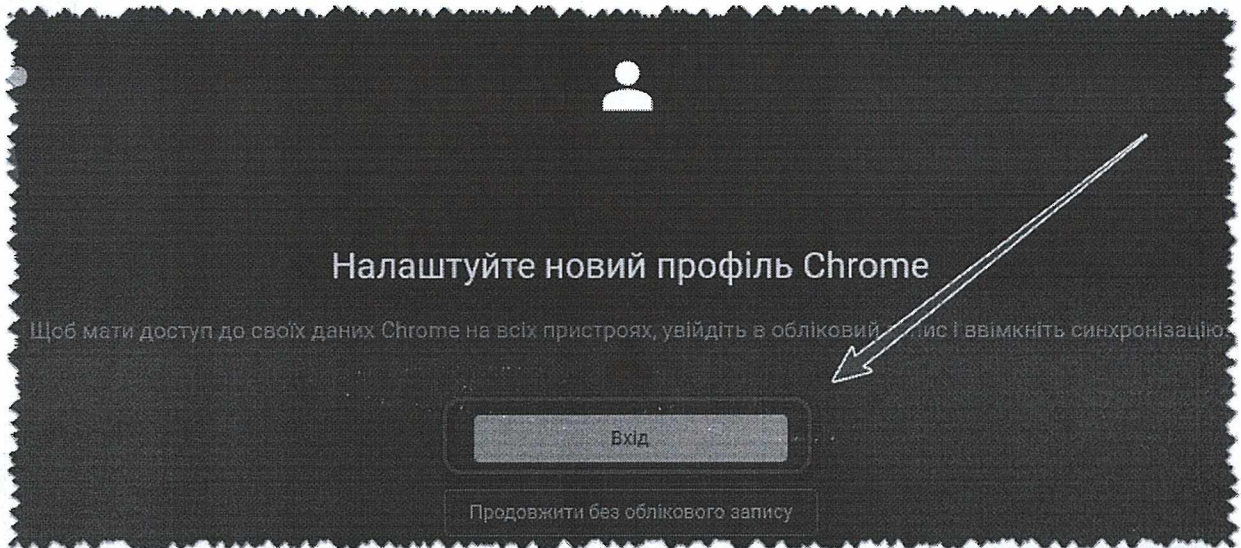 Налаштуйте новий профіль Chrome
Щоб мати доступ до своїх даних Chrome на всіх пристроях, увійдіть в обліковий і ввімкніть синхронізацію
Вхід
Продовжити без облікового запису